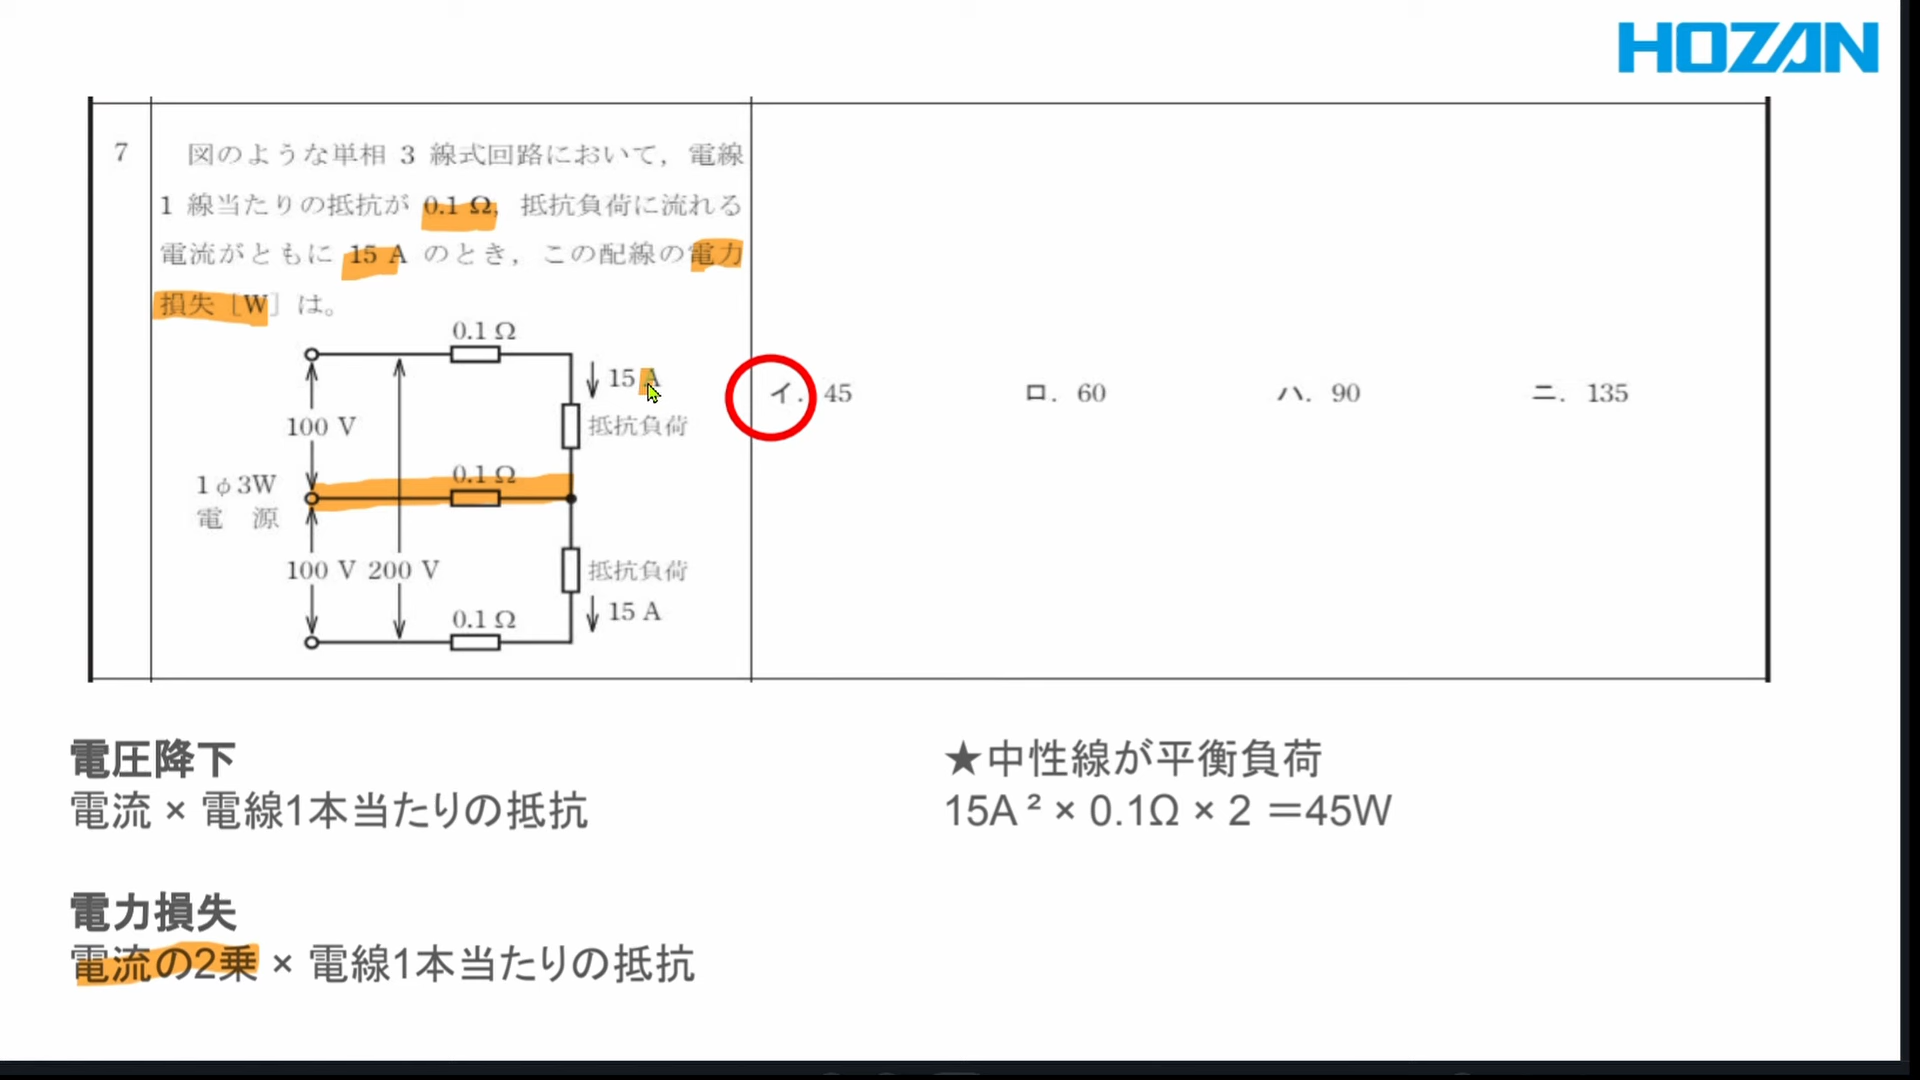 HOZAN
7
図のような単相 3 線式回路において，電線
1 線当たりの抵抗が 0.1 Ω，抵抗負荷に流れる
電流がともに 15 A のとき，この配線の電力
損失［W］は。
0.1 Ω
15 A
100 V
抵抗負荷
イ．45
ロ．60
ハ．90
ニ．135
0.1 Ω
1φ3W
電 源
100 V
200 V
抵抗負荷
15 A
0.1 Ω
電圧降下
電流 × 電線1本当たりの抵抗
電力損失
電流の2乗 × 電線1本当たりの抵抗
★中性線が平衡負荷
15A ² × 0.1Ω × 2 ＝45W